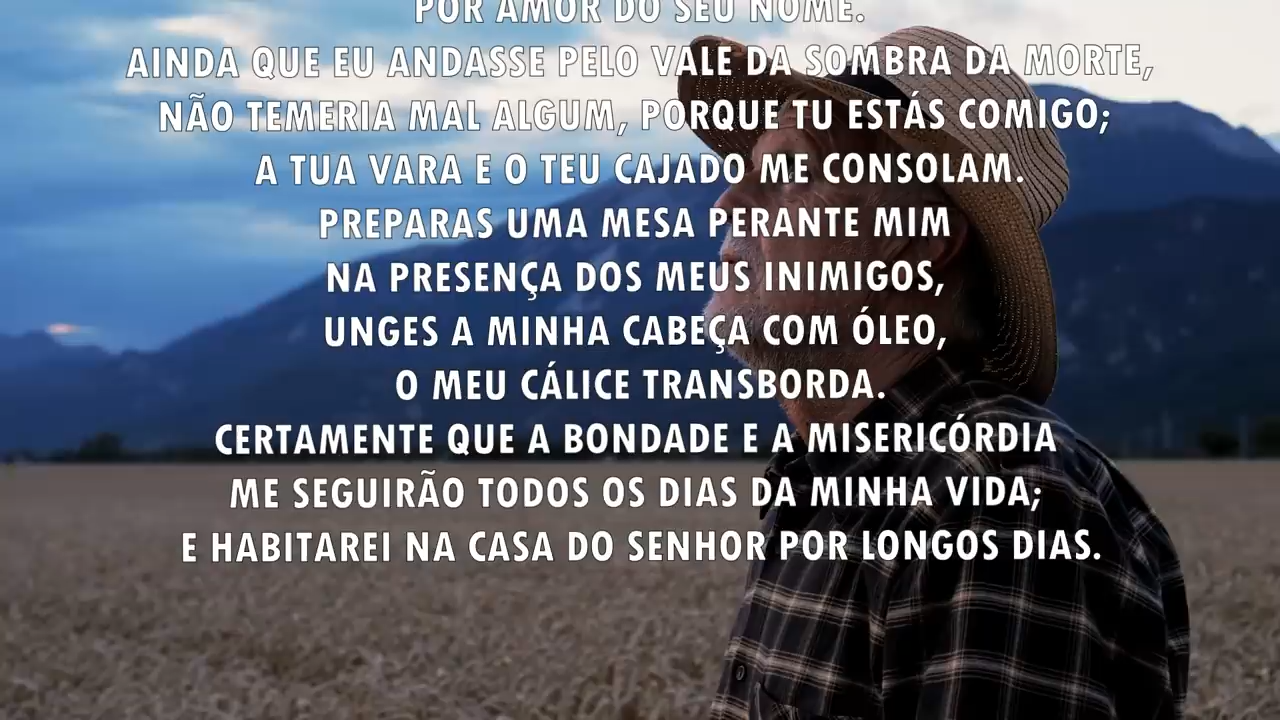 POR AMOR DO SEU NOME.
AINDA QUE EU ANDASSE PELO VALE DA SOMBRA DA MORTE,
NÃO TEMERIA MAL ALGUM, PORQUE TU ESTÁS COMIGO;
A TUA VARA E O TEU CAJADO ME CONSOLAM.
PREPARAS UMA MESA PERANTE MIM
NA PRESENÇA DOS MEUS INIMIGOS,
UNGES A MINHA CABEÇA COM ÓLEO,
O MEU CÁLICE TRANSBORDA.
CERTAMENTE QUE A BONDADE E A MISERICÓRDIA
ME SEGUIRÃO TODOS OS DIAS DA MINHA VIDA;
E HABITAREI NA CASA DO SENHOR POR LONGOS DIAS.